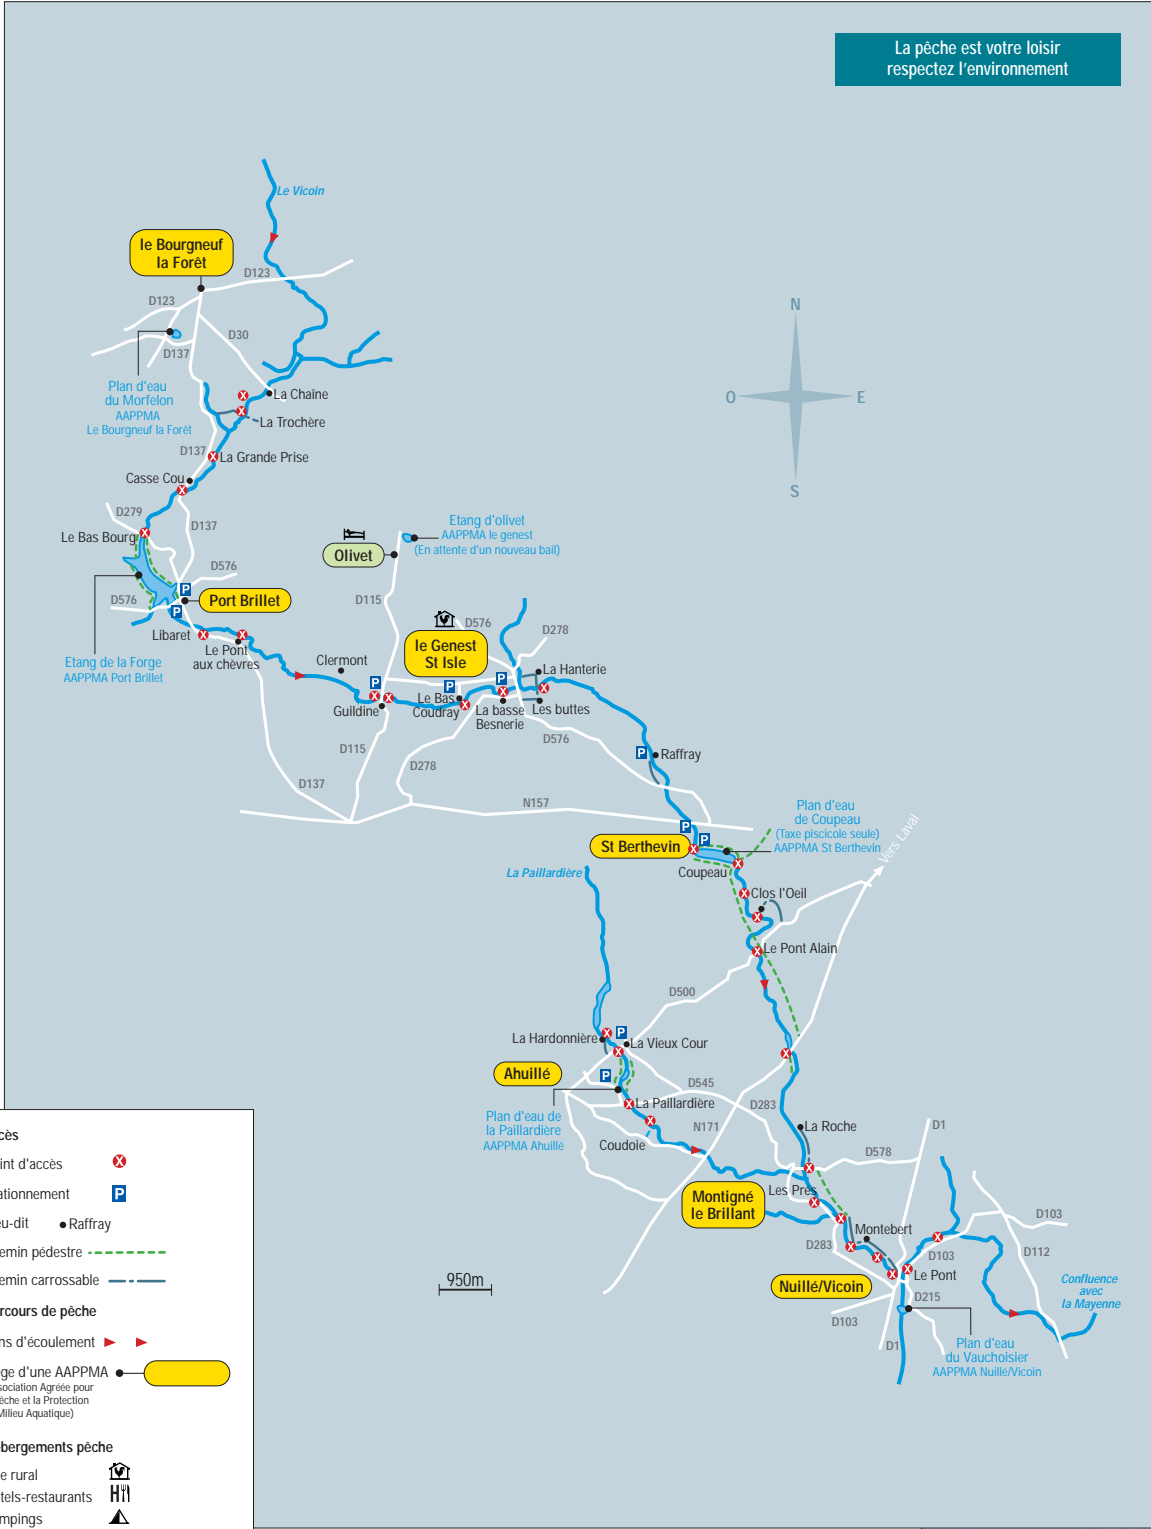 La pêche est votre loisir
respectez l'environnement
Le Vicoin
le Bourgneuf
la Forêt
D123
D123
D30
D137
Plan d'eau
du Morfelon
AAPPMA
Le Bourgneuf la Forêt
La Chaîne
La Trochère
D137
La Grande Prise
Casse Cou
D279
D137
Le Bas Bourg
N
O
E
S
Etang d'olivet
AAPPMA le genest
(En attente d'un nouveau bail)
Olivet
D576
D576
P
Port Brillet
P
Libaret
Le Pont
aux chèvres
Etang de la Forge
AAPPMA Port Brillet
D115
D576
D278
le Genest
St Isle
Clermont
La Hanterie
P
P
P
Guildine
Le Bas
Coudray
La basse
Besnerie
Les buttes
D115
D278
D576
D137
P
Raffray
N157
Plan d'eau
de Coupeau
(Taxe piscicole seule)
AAPPMA St Berthevin
Vers Laval
P
P
St Berthevin
Coupeau
La Paillardière
Clos l'Oeil
Le Pont Alain
D500
La Hardonnière
P
La Vieux Cour
Ahuillé
P
D545
D283
La Paillardière
Plan d'eau de
la Paillardière
AAPPMA Ahuillé
Coudoie
N171
La Roche
D1
D578
Les Prés
Montigné
le Brillant
D283
Montebert
D103
D103
D112
Le Pont
Nuillé/Vicoin
D215
D103
D1
Confluence
avec
la Mayenne
Plan d'eau
du Vauchoisier
AAPPMA Nuillé/Vicoin
950m
cès
int d'accès
ationnement P
eu-dit Raffray
emin pédestre
emin carrossable
rcours de pêche
ns d'écoulement
ge d'une AAPPMA
sociation Agréée pour
êche et la Protection
Milieu Aquatique)
bergements pêche
e rural
tels-restaurants H
mpings